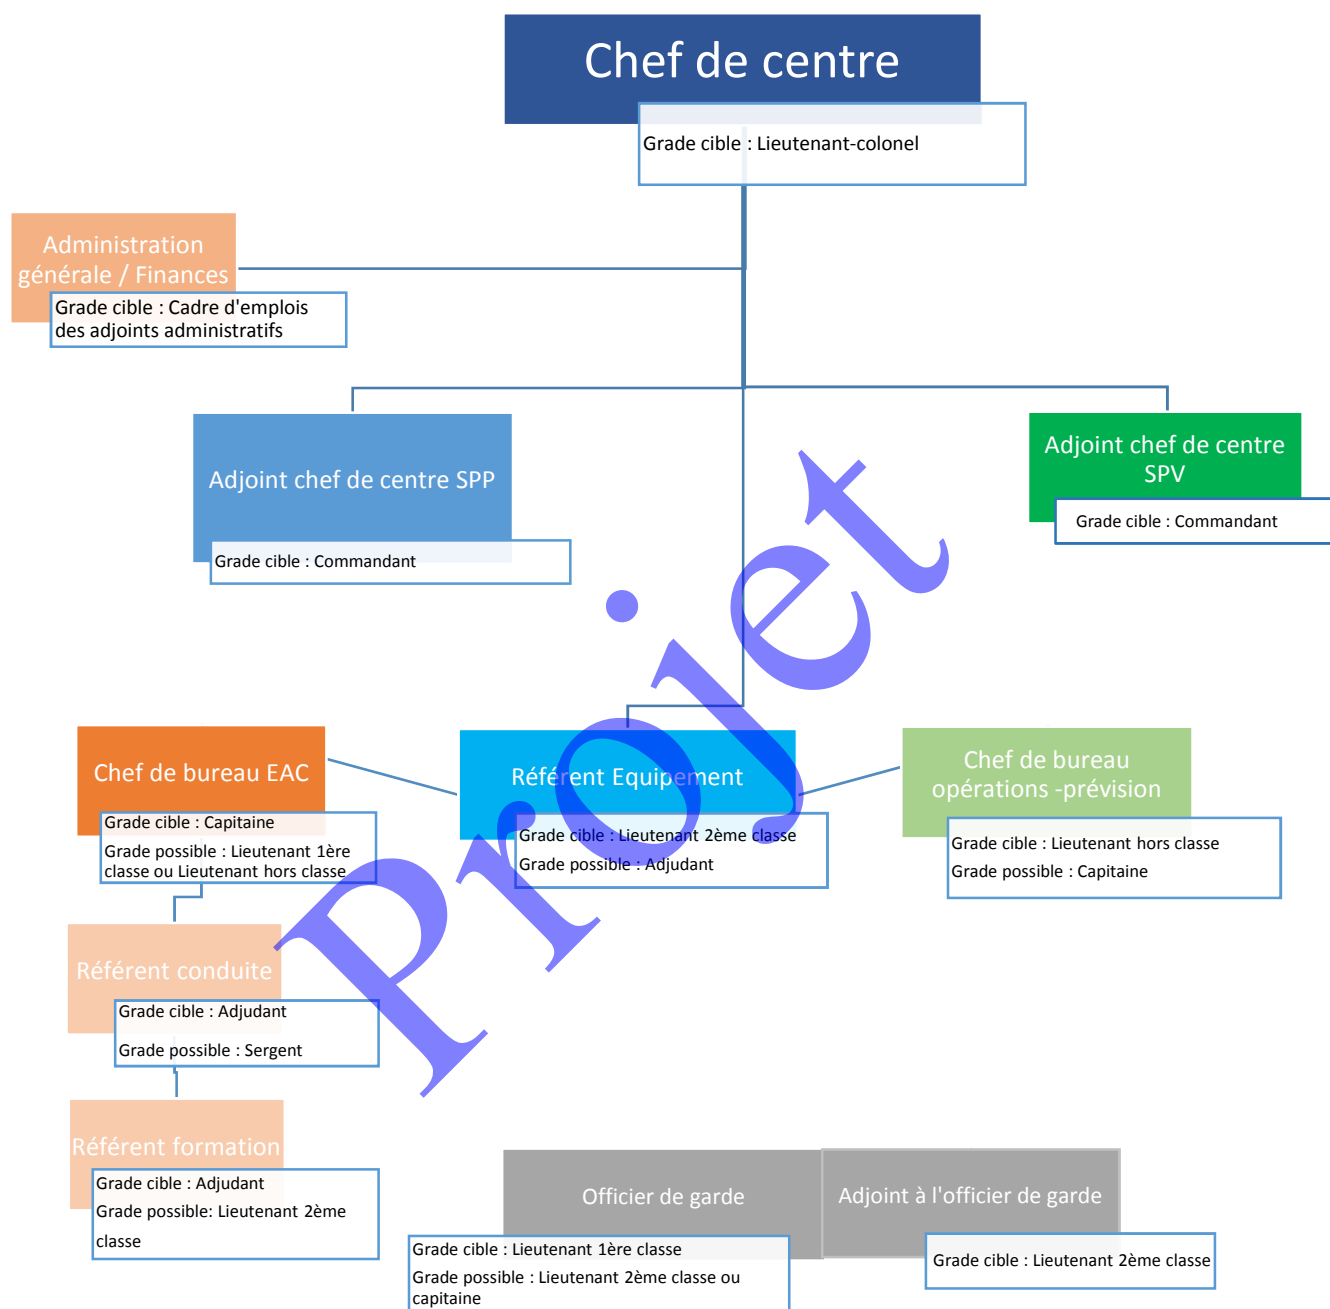 Chef de centre
Grade cible : Lieutenant-colonel
Administration
générale / Finances
Grade cible : Cadre d'emplois
des adjoints administratifs
Adjoint chef de centre SPP
Grade cible : Commandant
Adjoint chef de centre
SPV
Grade cible : Commandant
Projet
Chef de bureau EAC
Grade cible : Capitaine
Grade possible : Lieutenant 1ère
classe ou Lieutenant hors classe
Référent Equipement
Grade cible : Lieutenant 2ème classe
Grade possible : Adjudant
Chef de bureau
opérations -prévision
Grade cible : Lieutenant hors classe
Grade possible : Capitaine
Référent conduite
Grade cible : Adjudant
Grade possible : Sergent
Référent formation
Grade cible : Adjudant
Grade possible: Lieutenant 2ème
classe
Officier de garde
Grade cible : Lieutenant 1ère classe
Grade possible : Lieutenant 2ème classe ou
capitaine
Adjoint à l'officier de garde
Grade cible : Lieutenant 2ème classe